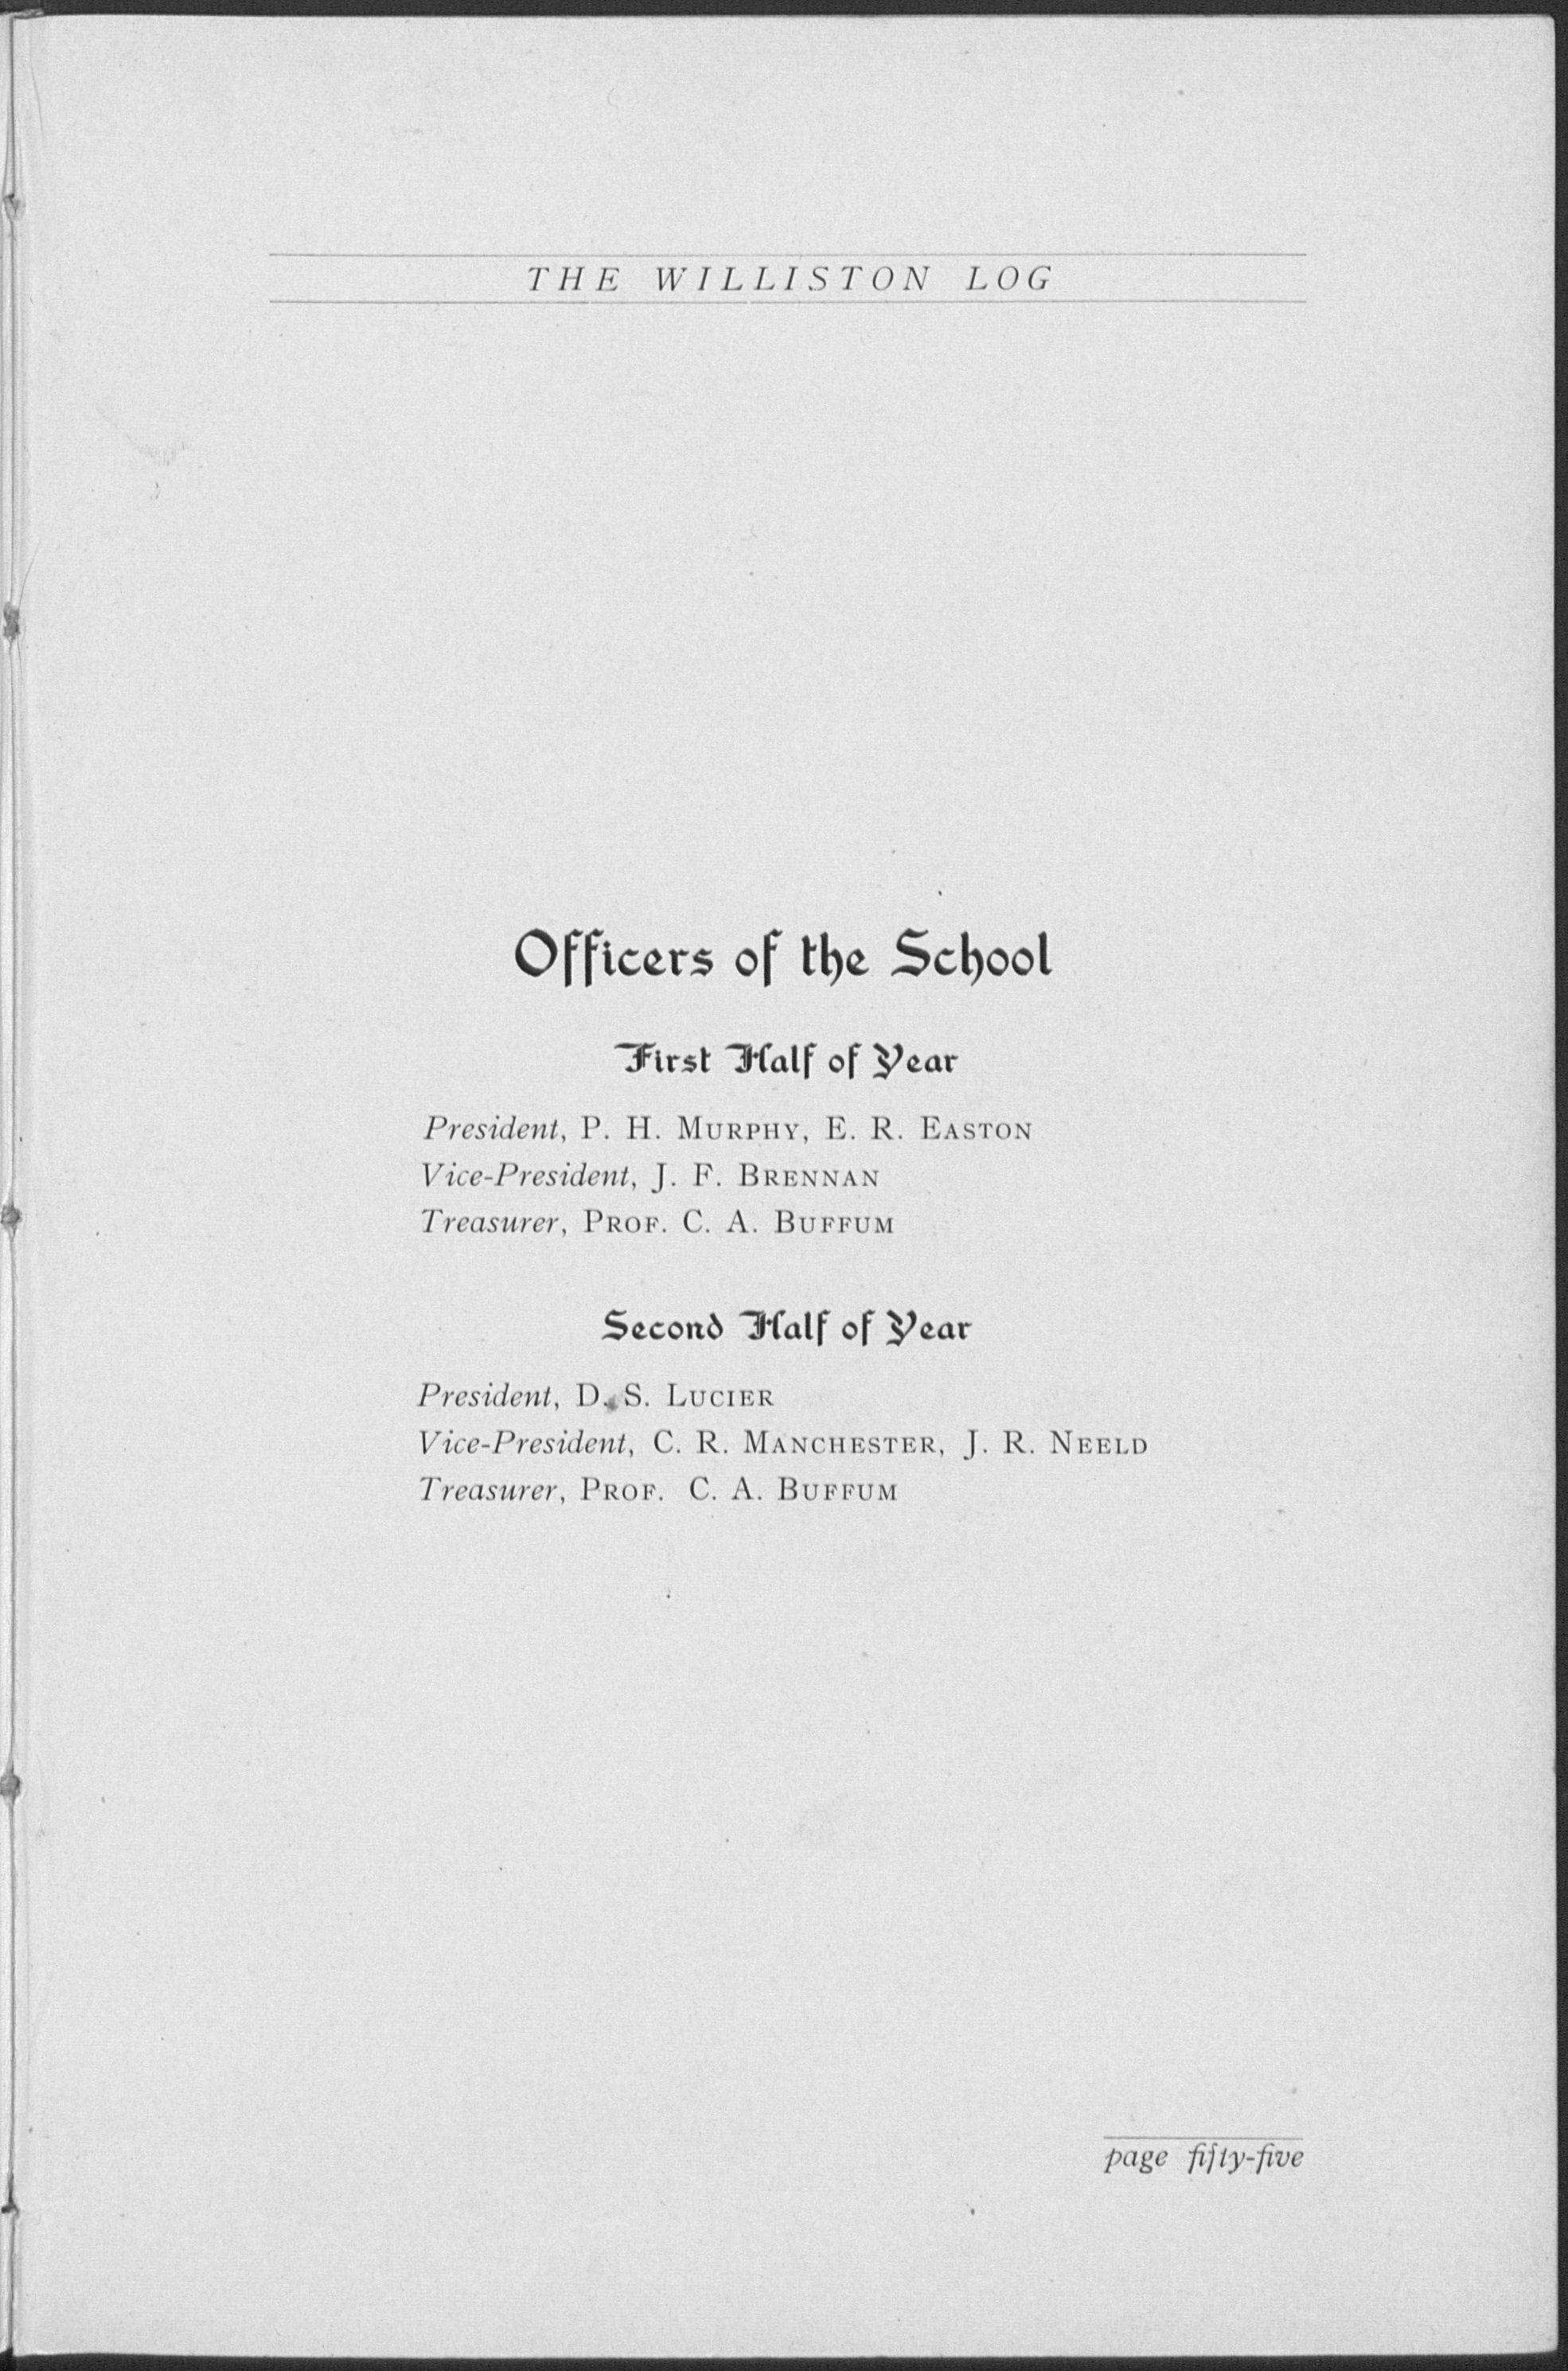 THE WILLISTON LOG
Officers of the School
First Half of Year
President, P. H. MURPHY, E. R. EASTON
Vice-President, J. F. BRENNAN
Treasurer, PROF. C. A. BUFFUM
Second Half of Year
President, D. S. LUCIER
Vice-President, C. R. MANCHESTER, J. R. NEELD
Treasurer, PROF. C. A. BUFFUM
page fifty-five